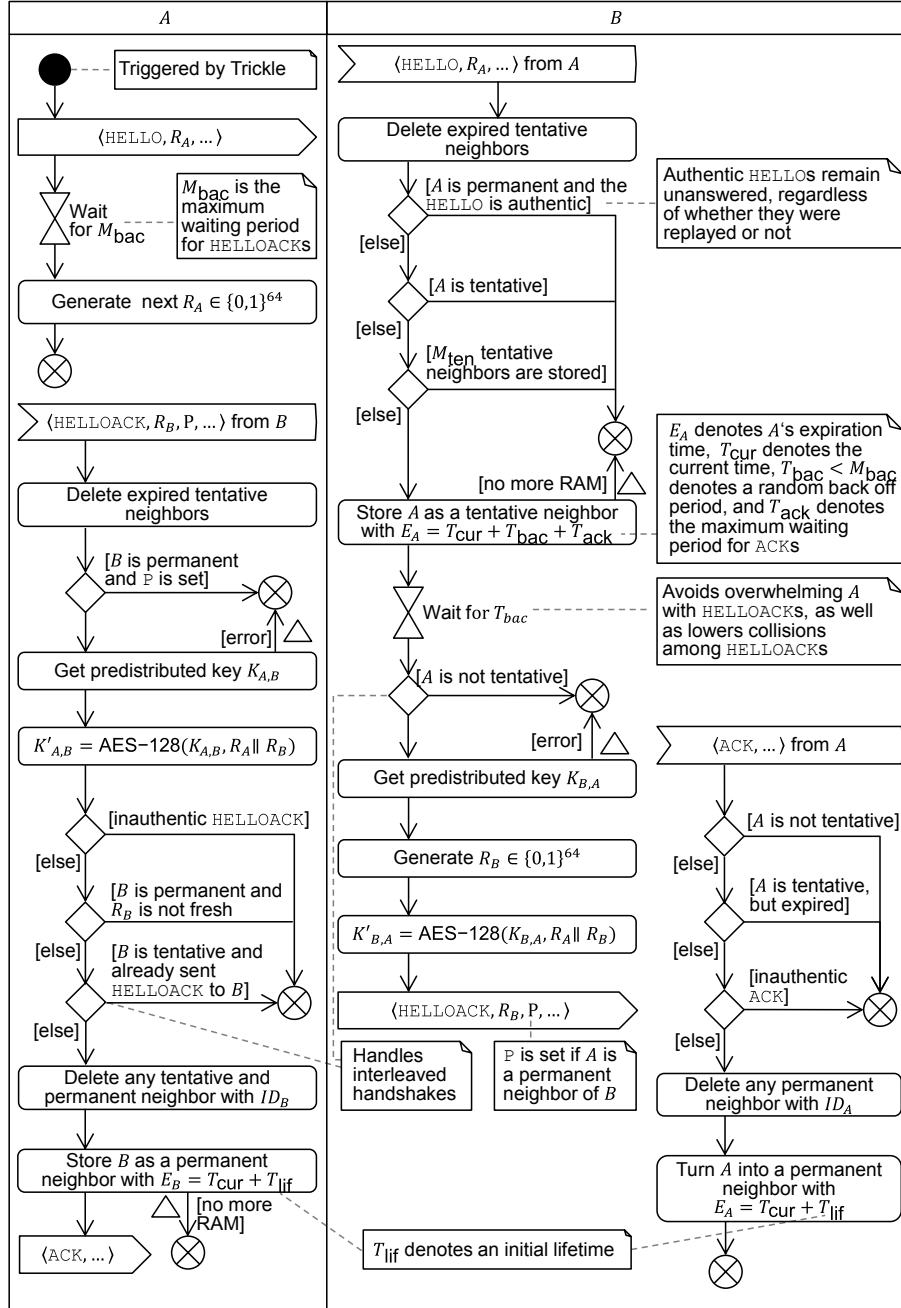 A
B
Triggered by Trickle
⟨HELLO, R_A, …⟩
Wait
for M_bac
M_bac is the
maximum
waiting period
for HELLOACKs
Generate next R_A ∈ {0,1}^64
⟨HELLOACK, R_B, P, …⟩ from B
Delete expired tentative
neighbors
[B is permanent
and P is set]
[error]
Get predistributed key K_A,B
K′_A,B = AES−128(K_A,B, R_A ∥ R_B)
[inauthentic HELLOACK]
[else]
[B is permanent and
R_B is not fresh
[else]
[B is tentative and
already sent
HELLOACK to B]
[else]
Delete any tentative and
permanent neighbor with ID_B
Store B as a permanent
neighbor with E_B = T_cur + T_lif
[no more
RAM]
⟨ACK, …⟩
⟨HELLO, R_A, …⟩ from A
Delete expired tentative
neighbors
[A is permanent and the
HELLO is authentic]
Authentic HELLOs remain
unanswered, regardless
of whether they were
replayed or not
[else]
[A is tentative]
[else]
[M_ten tentative
neighbors are stored]
[else]
[no more RAM]
Store A as a tentative neighbor
with E_A = T_cur + T_bac + T_ack
E_A denotes A‘s expiration
time, T_cur denotes the
current time, T_bac < M_bac
denotes a random back off
period, and T_ack denotes
the maximum waiting
period for ACKs
Wait for T_bac
Avoids overwhelming A
with HELLOACKs, as well
as lowers collisions
among HELLOACKs
[A is not tentative]
[error]
Get predistributed key K_B,A
Generate R_B ∈ {0,1}^64
K′_B,A = AES−128(K_B,A, R_A ∥ R_B)
⟨HELLOACK, R_B, P, …⟩
Handles
interleaved
handshakes
P is set if A is
a permanent
neighbor of B
⟨ACK, …⟩ from A
[A is not tentative]
[else]
[A is tentative,
but expired]
[else]
[inauthentic
ACK]
[else]
Delete any permanent
neighbor with ID_A
Turn A into a permanent
neighbor with
E_A = T_cur + T_lif
T_lif denotes an initial lifetime